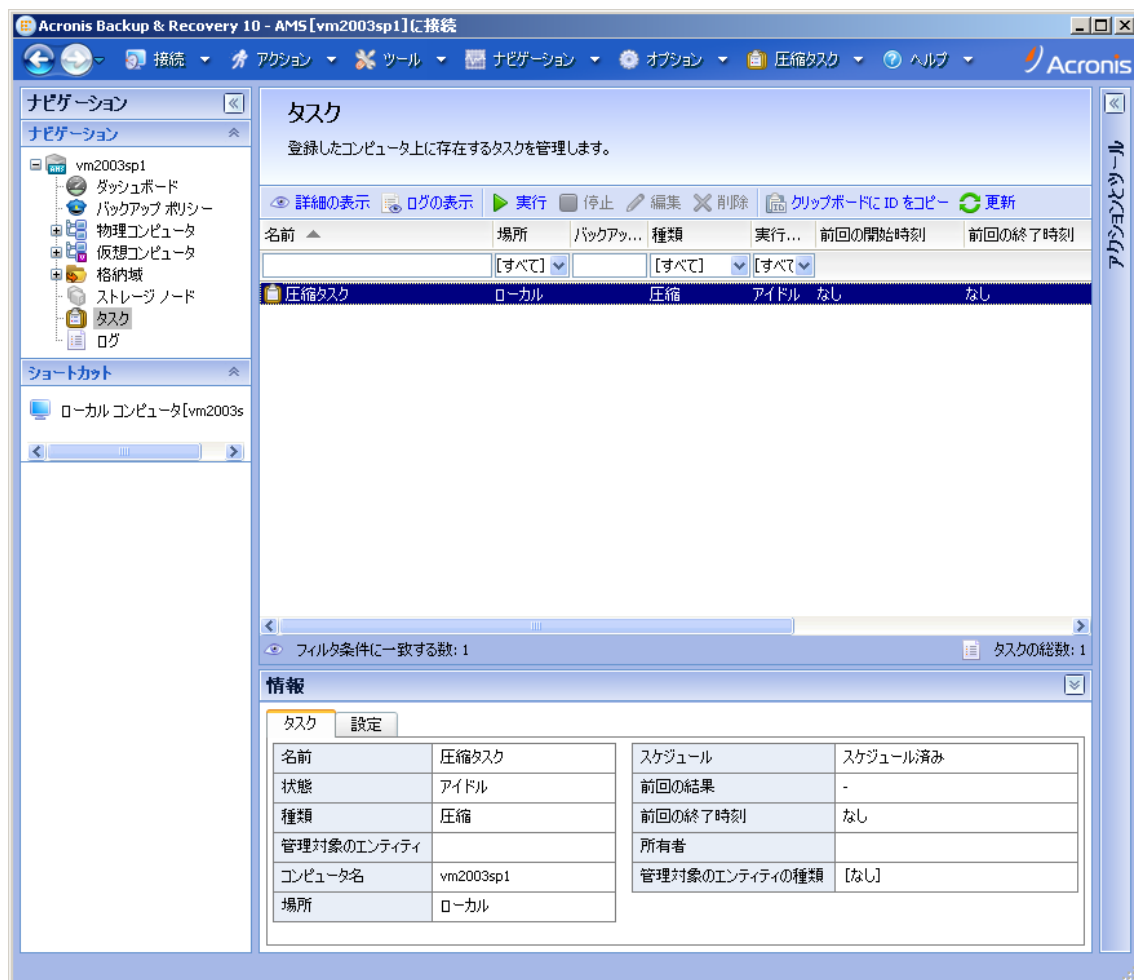 Acronis Backup & Recovery 10 - AMS[vm2003sp1]に接続
接続 アクション ツール ナビゲーション オプション 圧縮タスク ヘルプ Acronis
ナビゲーション
ナビゲーション
vm2003sp1
ダッシュボード
バックアップ ポリシー
物理コンピュータ
仮想コンピュータ
格納域
ストレージ ノード
タスク
ログ
ショートカット
ローカル コンピュータ[vm2003s
タスク
登録したコンピュータ上に存在するタスクを管理します。
詳細の表示 ログの表示 実行 停止 編集 削除 クリップボードに ID をコピー 更新
名前 場所 バックアッ... 種類 実行... 前回の開始時刻 前回の終了時刻
[すべて] [すべて] [すべて
圧縮タスク ローカル 圧縮 アイドル なし なし
フィルタ条件に一致する数: 1 タスクの総数: 1
情報
タスク 設定
名前 圧縮タスク スケジュール スケジュール済み
状態 アイドル 前回の結果 -
種類 圧縮 前回の終了時刻 なし
管理対象のエンティティ 所有者
コンピュータ名 vm2003sp1 管理対象のエンティティの種類 [なし]
場所 ローカル
アクションとツール